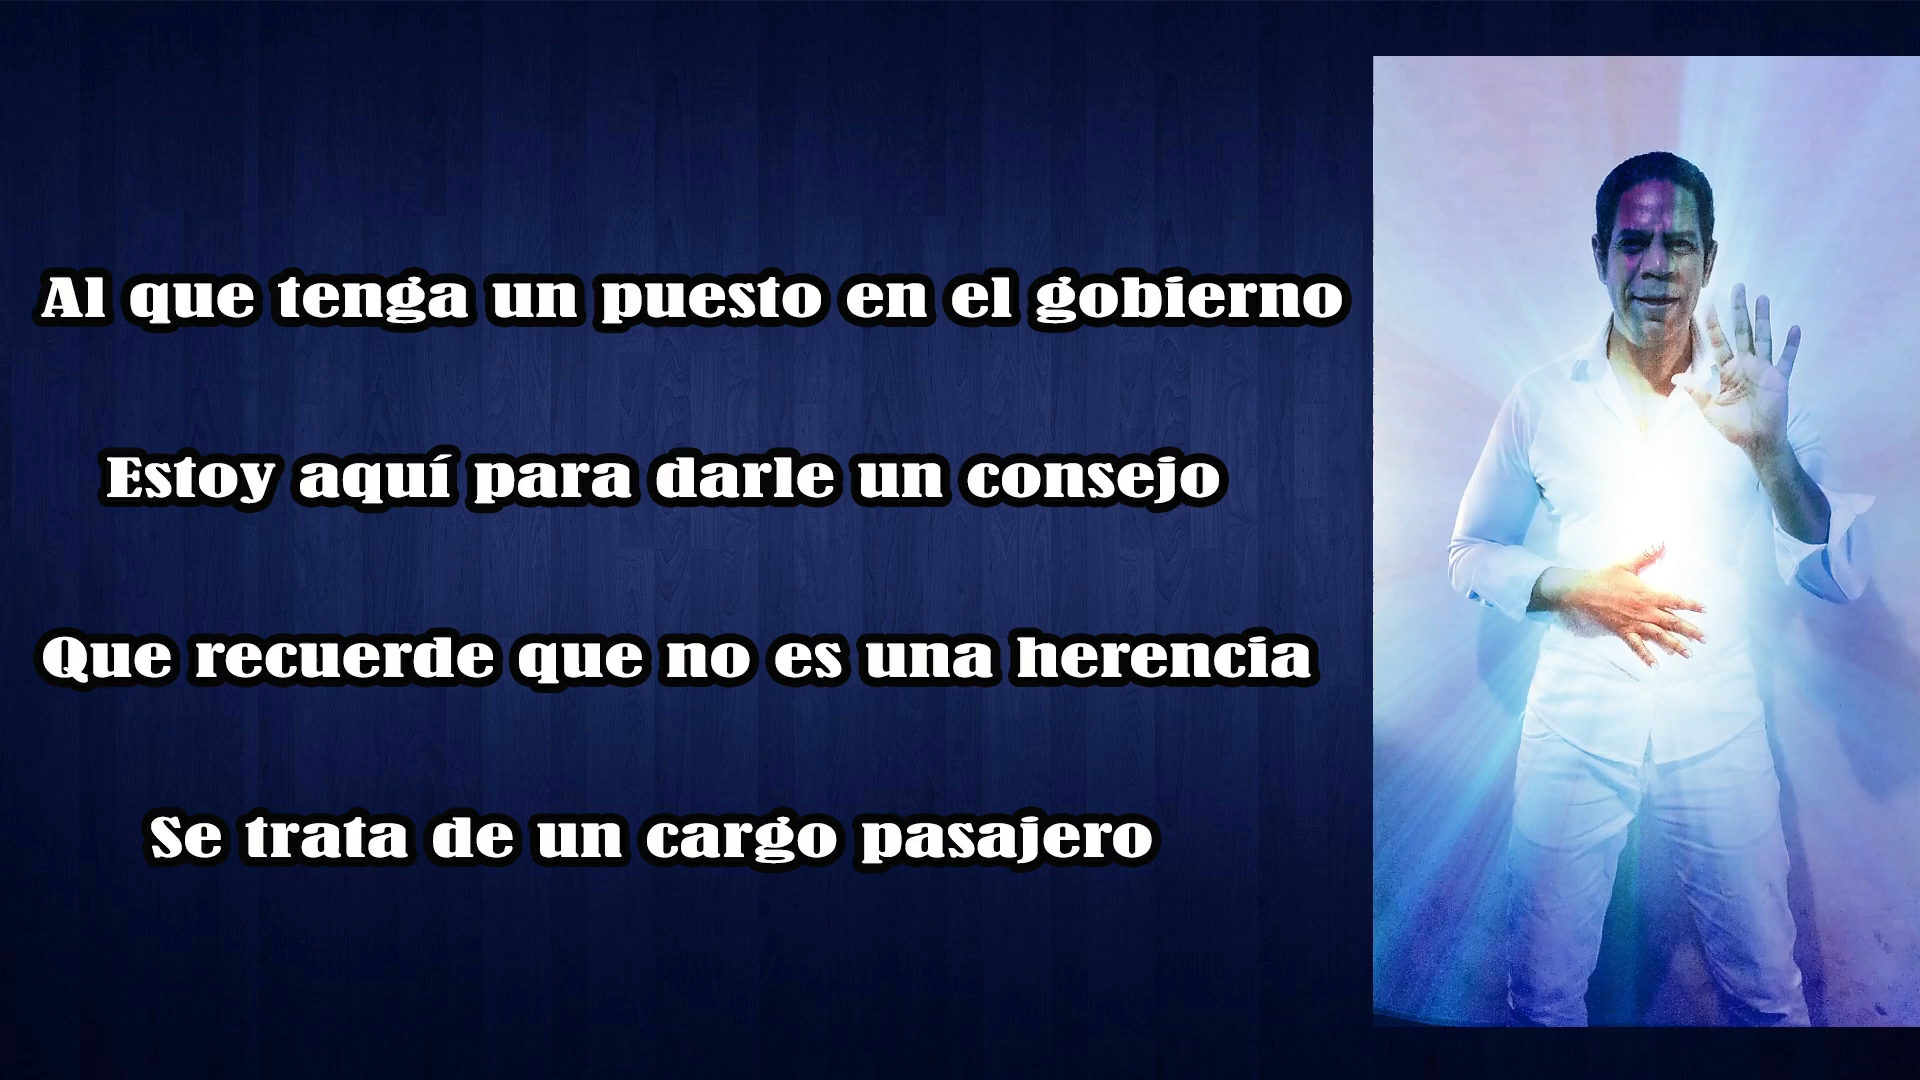 Al que tenga un puesto en el gobierno
Estoy aquí para darle un consejo
Que recuerde que no es una herencia
Se trata de un cargo pasajero